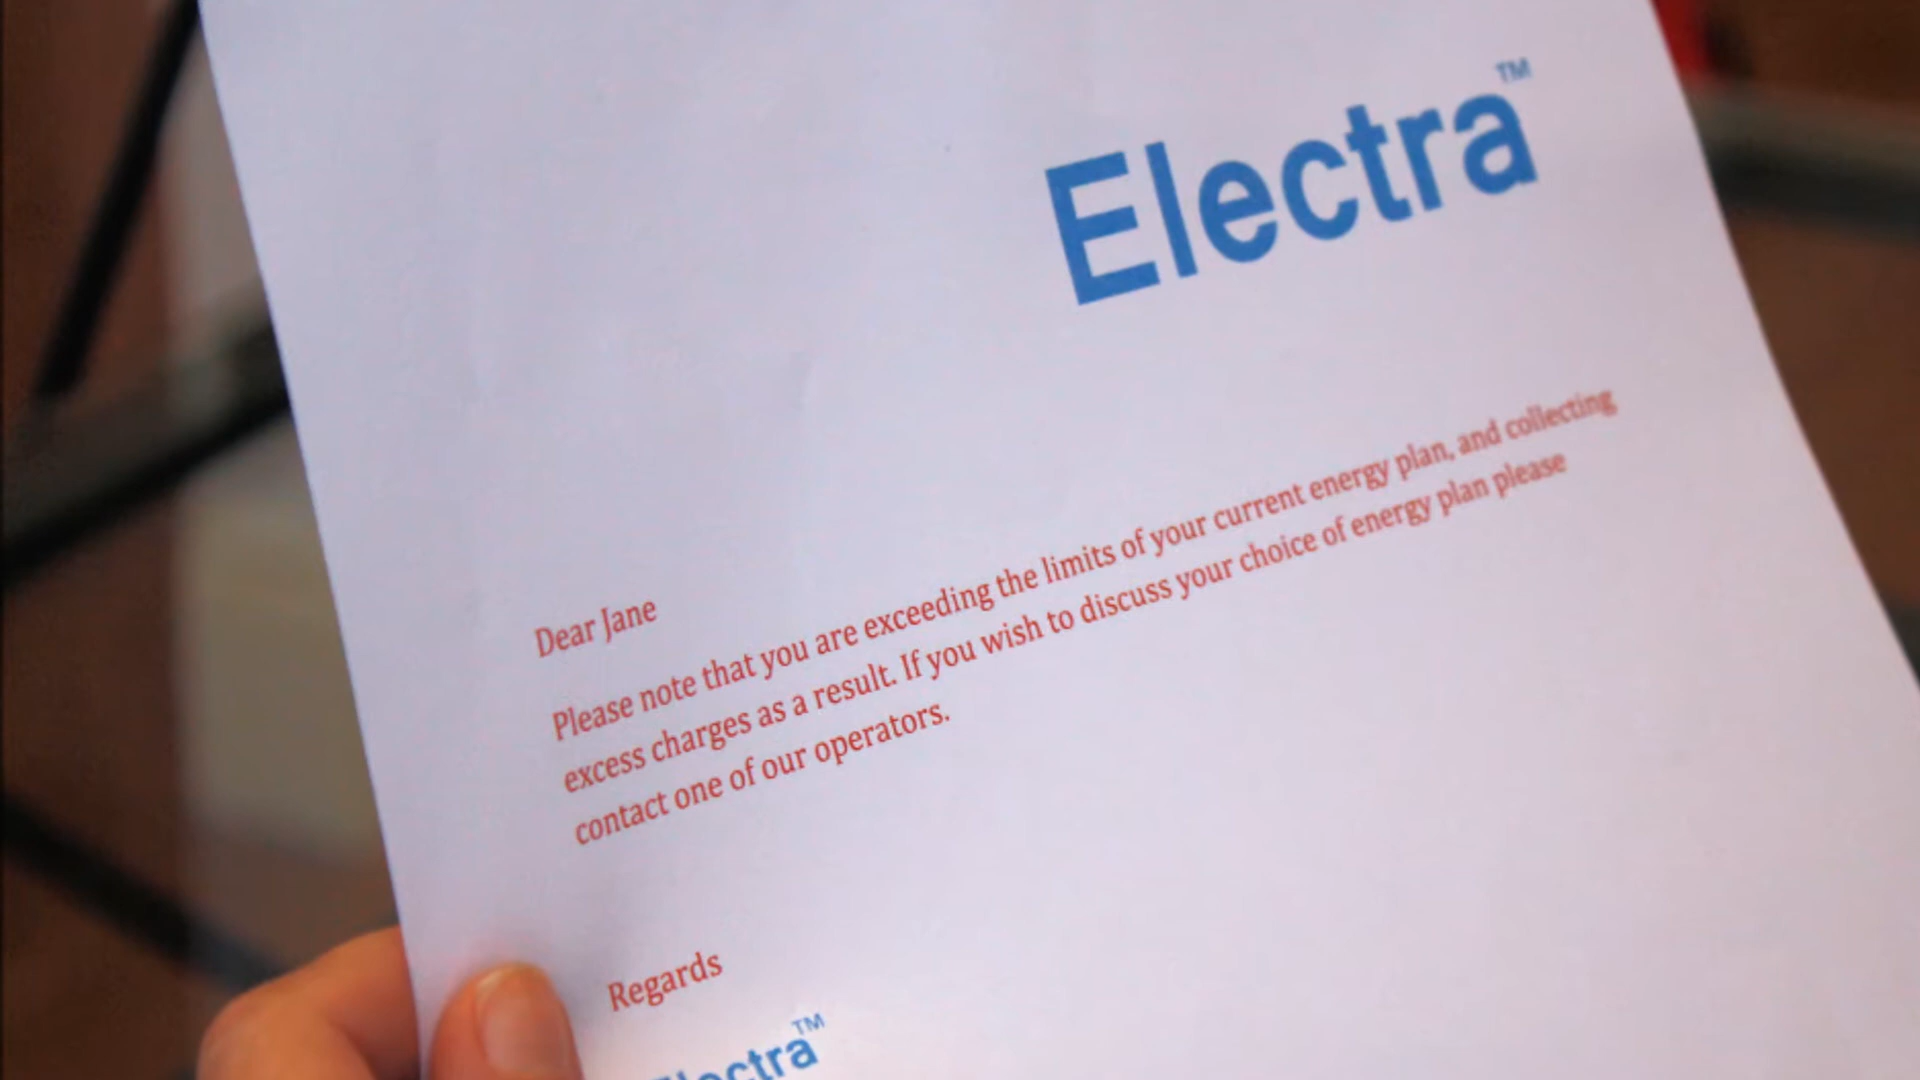 Electra™
Dear Jane
Please note that you are exceeding the limits of your current energy plan, and collecting
excess charges as a result. If you wish to discuss your choice of energy plan please
contact one of our operators.
Regards
Electra™